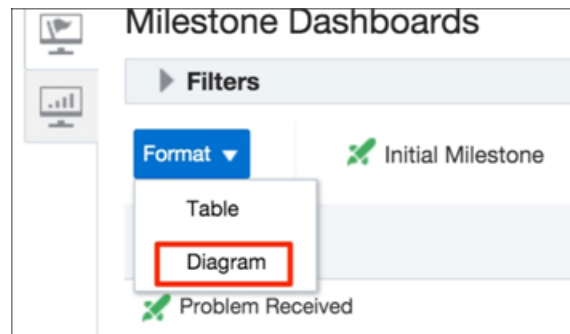 Milestone Dashboards
Filters
Format
Initial Milestone
Table
Diagram
Problem Received